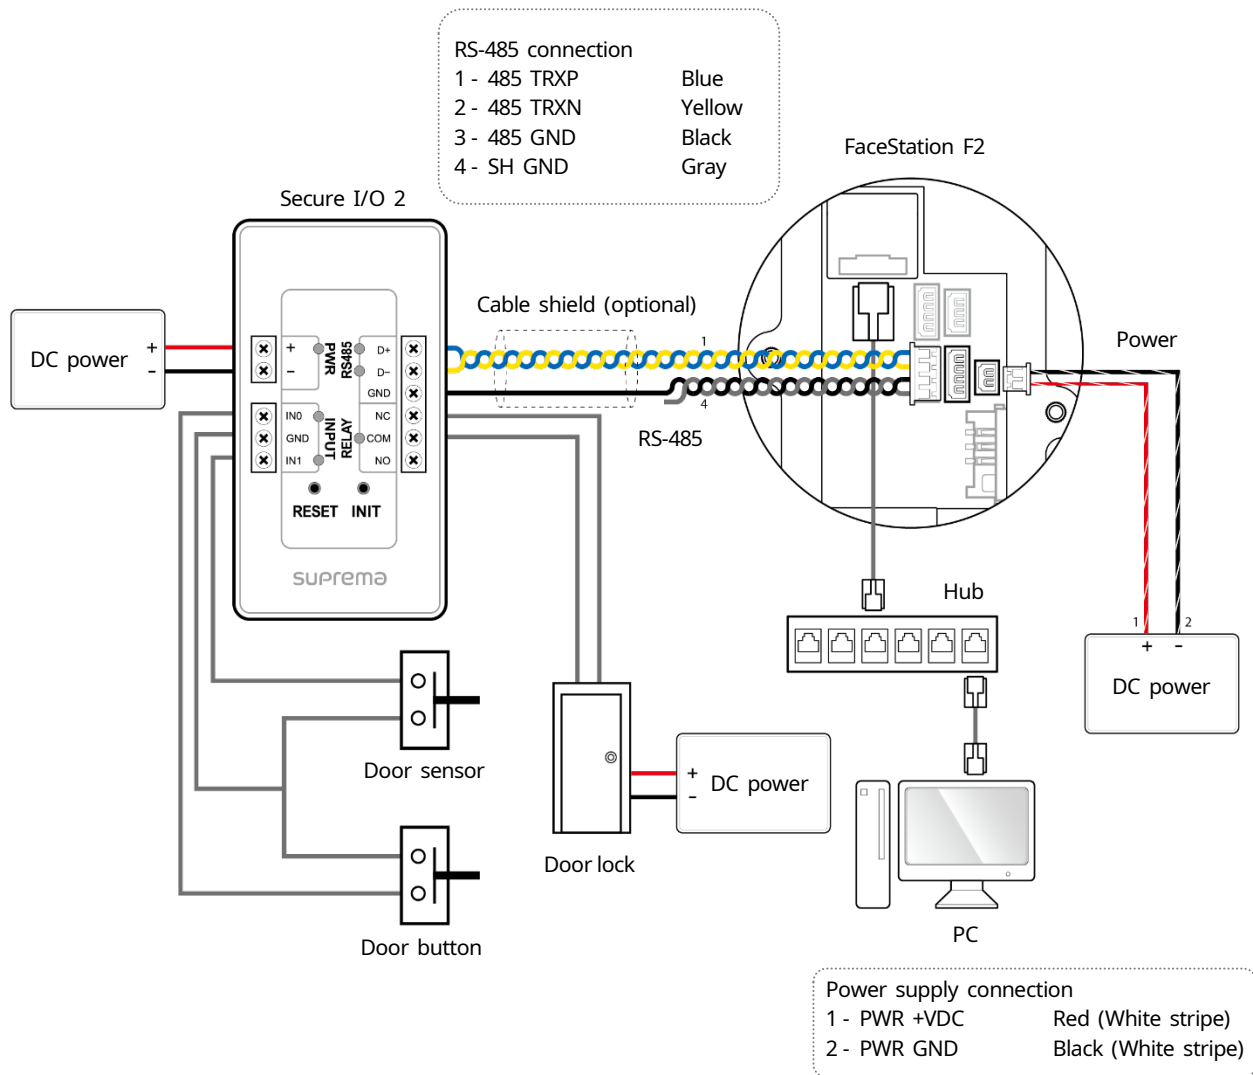 RS-485 connection
1 - 485 TRXP Blue
2 - 485 TRXN Yellow
3 - 485 GND Black
4 - SH GND Gray
FaceStation F2
Secure I/O 2
Cable shield (optional)
Power
DC power
+
-
+
-
PWR
RS485
D+
D-
GND
1
4
RS-485
IN0
GND
IN1
INPUT
RELAY
NC
COM
NO
RESET INIT
suprema
Hub
1 2
+ -
DC power
Door sensor
DC power
+
-
Door lock
Door button
PC
Power supply connection
1 - PWR +VDC Red (White stripe)
2 - PWR GND Black (White stripe)